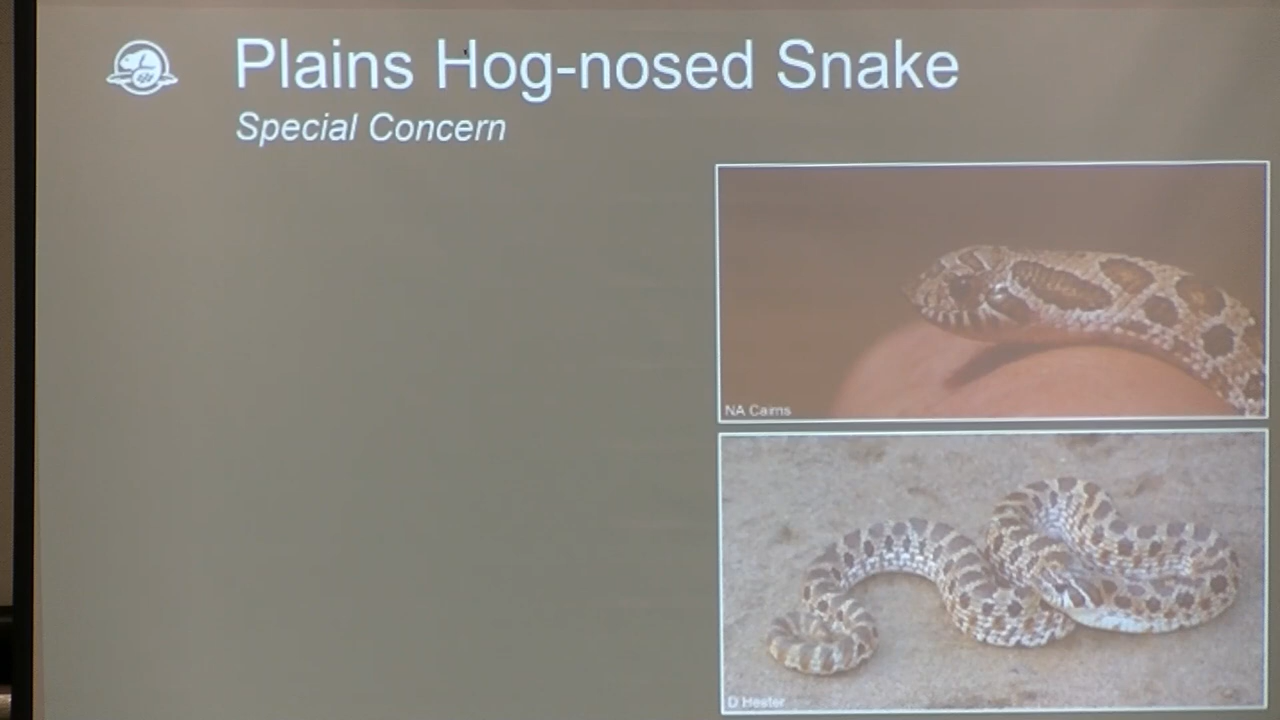 Plains Hog-nosed Snake
Special Concern
NA Cairns
D Hester